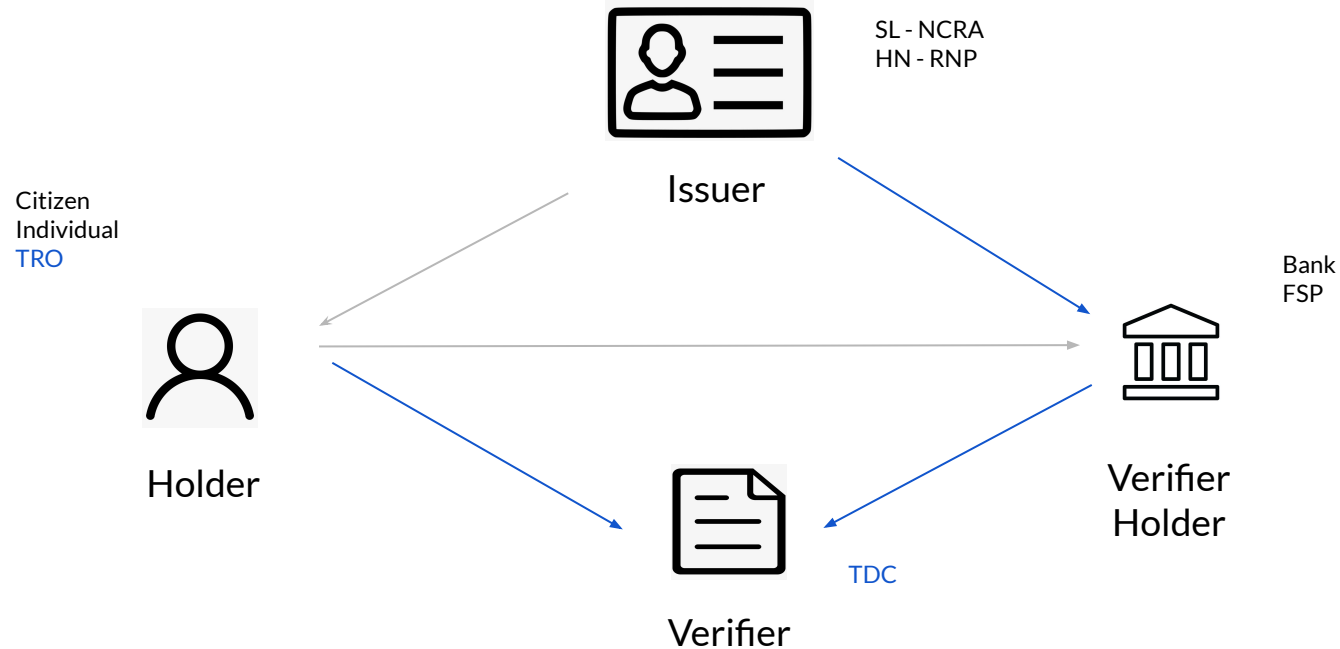 SL - NCRA
HN - RNP
Issuer
Citizen
Individual
TRO
Bank
FSP
Holder
Verifier
Holder
TDC
Verifier